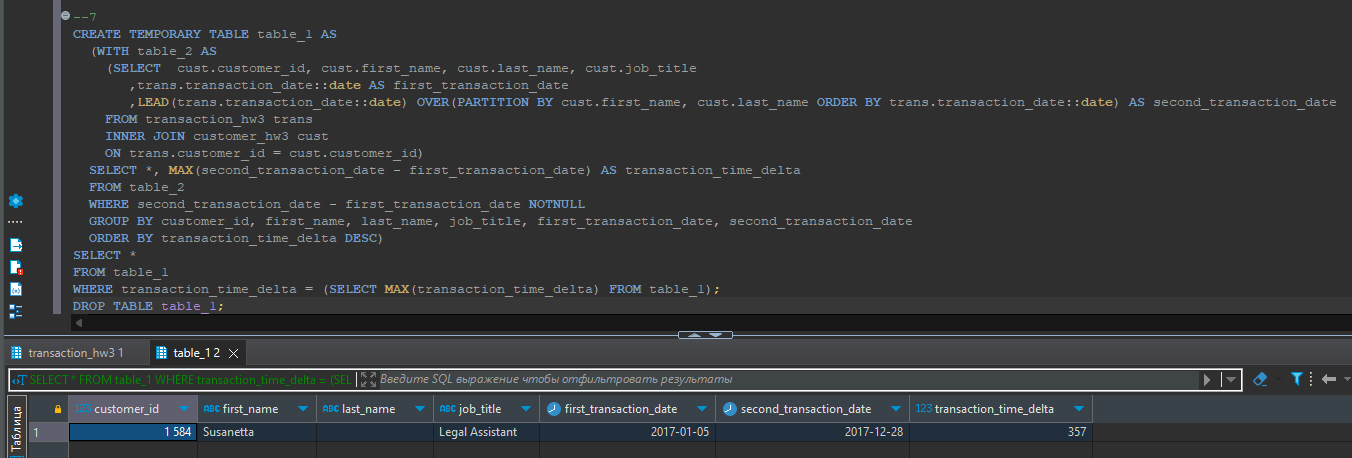 --7
CREATE TEMPORARY TABLE table_1 AS
(WITH table_2 AS
(SELECT cust.customer_id, cust.first_name, cust.last_name, cust.job_title
,trans.transaction_date::date AS first_transaction_date
,LEAD(trans.transaction_date::date) OVER(PARTITION BY cust.first_name, cust.last_name ORDER BY trans.transaction_date::date) AS second_transaction_date
FROM transaction_hw3 trans
INNER JOIN customer_hw3 cust
ON trans.customer_id = cust.customer_id)
SELECT *, MAX(second_transaction_date - first_transaction_date) AS transaction_time_delta
FROM table_2
WHERE second_transaction_date - first_transaction_date NOTNULL
GROUP BY customer_id, first_name, last_name, job_title, first_transaction_date, second_transaction_date
ORDER BY transaction_time_delta DESC)
SELECT *
FROM table_1
WHERE transaction_time_delta = (SELECT MAX(transaction_time_delta) FROM table_1);
DROP TABLE table_1;
transaction_hw3 1 table_1 2
SELECT * FROM table_1 WHERE transaction_time_delta = (SEL Введите SQL выражение чтобы отфильтровать результаты
Таблица
123 customer_id ABC first_name ABC last_name ABC job_title first_transaction_date second_transaction_date 123 transaction_time_delta
1 1 584 Susanetta Legal Assistant 2017-01-05 2017-12-28 357